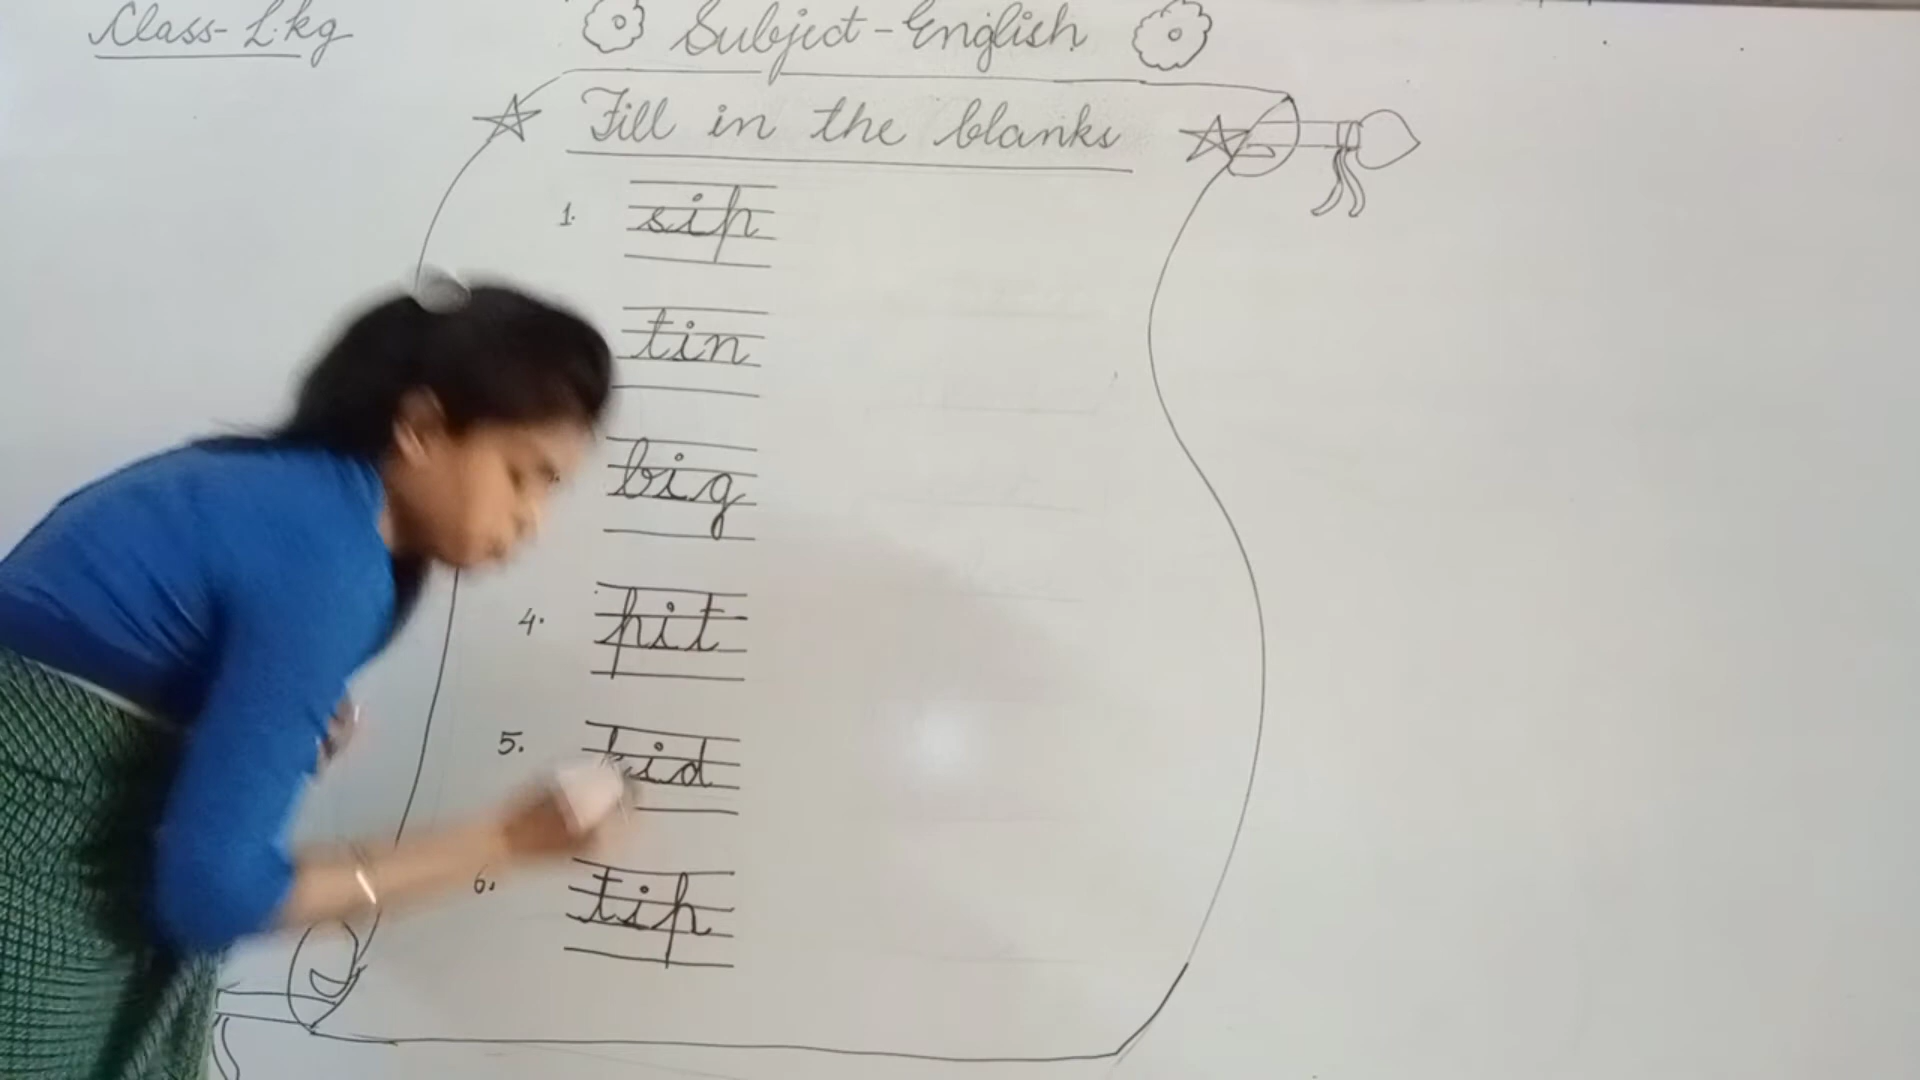 Class- L.kg
Subject-English
Fill in the blanks
1. sip
tin
big
4. pit
5. kid
6. tip